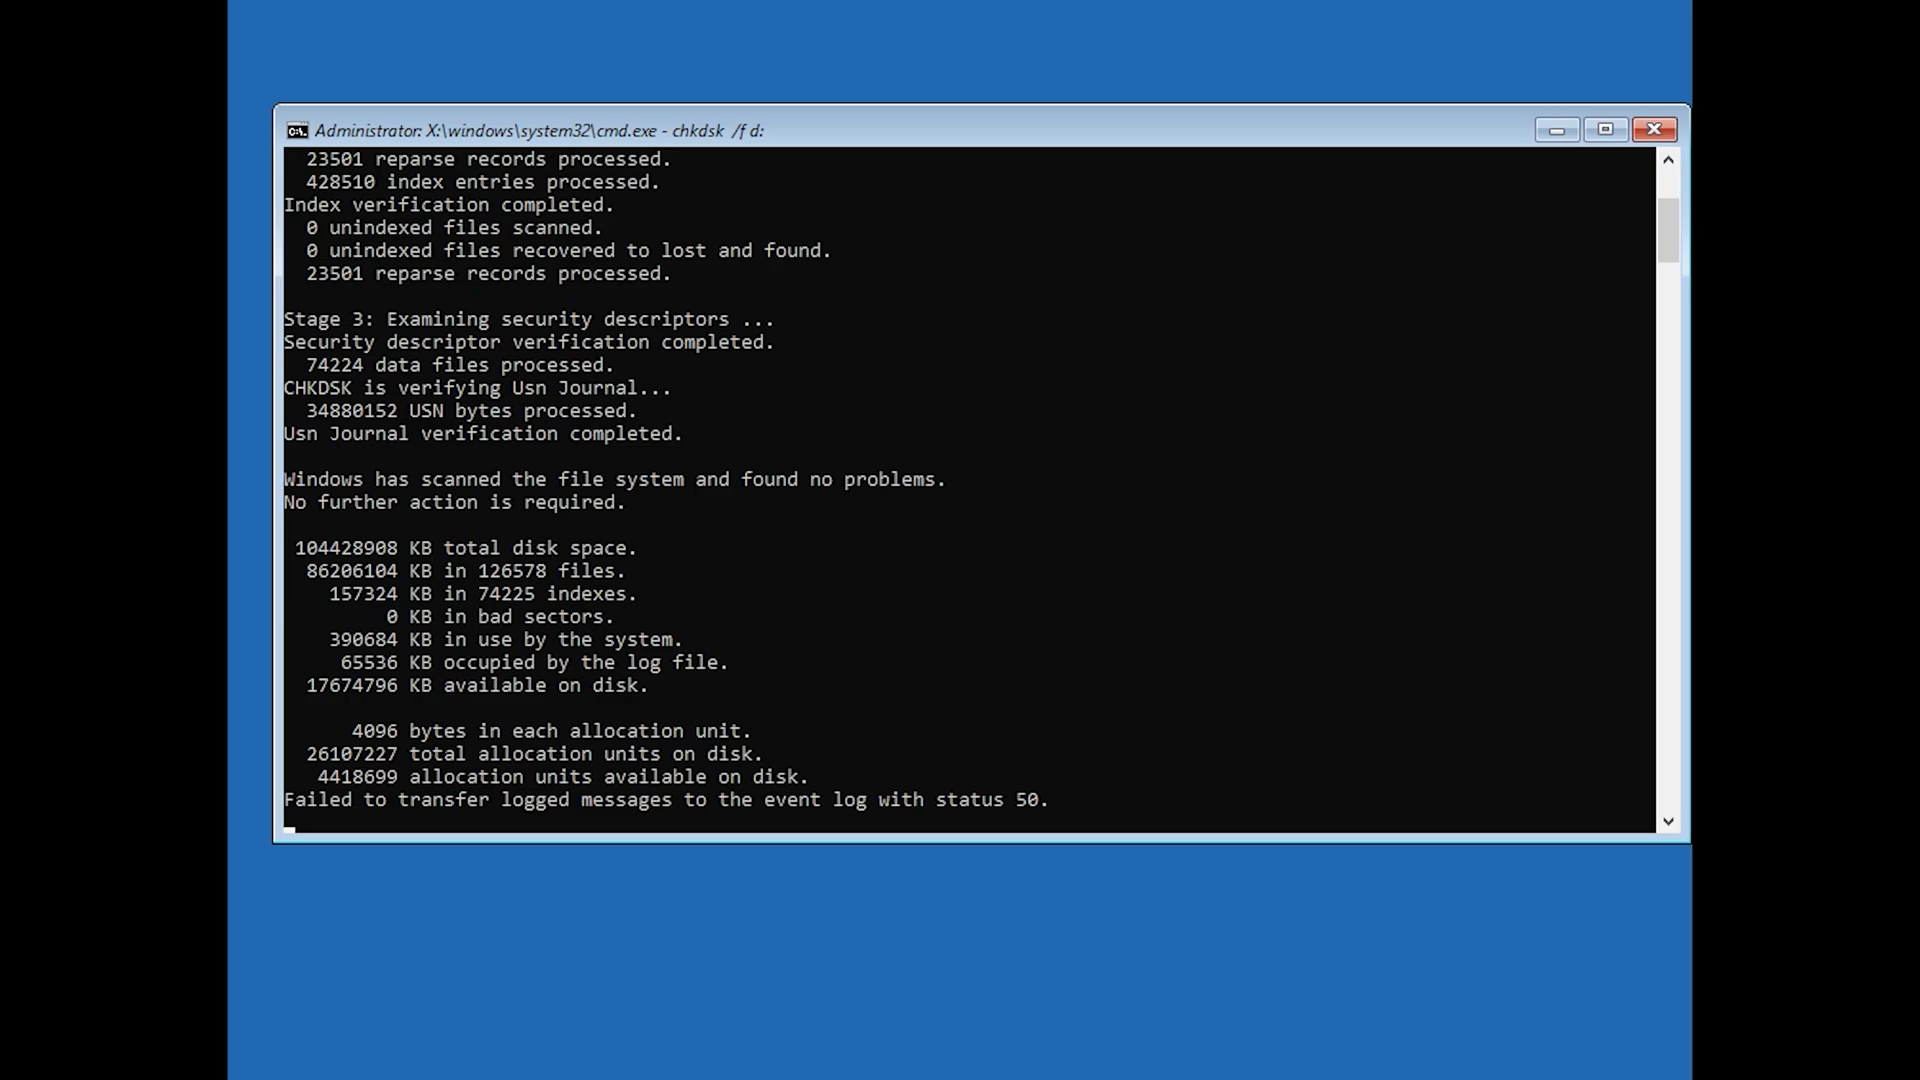 Administrator: X:\windows\system32\cmd.exe - chkdsk /f d:
23501 reparse records processed.
428510 index entries processed.
Index verification completed.
0 unindexed files scanned.
0 unindexed files recovered to lost and found.
23501 reparse records processed.
Stage 3: Examining security descriptors ...
Security descriptor verification completed.
74224 data files processed.
CHKDSK is verifying Usn Journal...
34880152 USN bytes processed.
Usn Journal verification completed.
Windows has scanned the file system and found no problems.
No further action is required.
104428908 KB total disk space.
86206104 KB in 126578 files.
157324 KB in 74225 indexes.
0 KB in bad sectors.
390684 KB in use by the system.
65536 KB occupied by the log file.
17674796 KB available on disk.
4096 bytes in each allocation unit.
26107227 total allocation units on disk.
4418699 allocation units available on disk.
Failed to transfer logged messages to the event log with status 50.